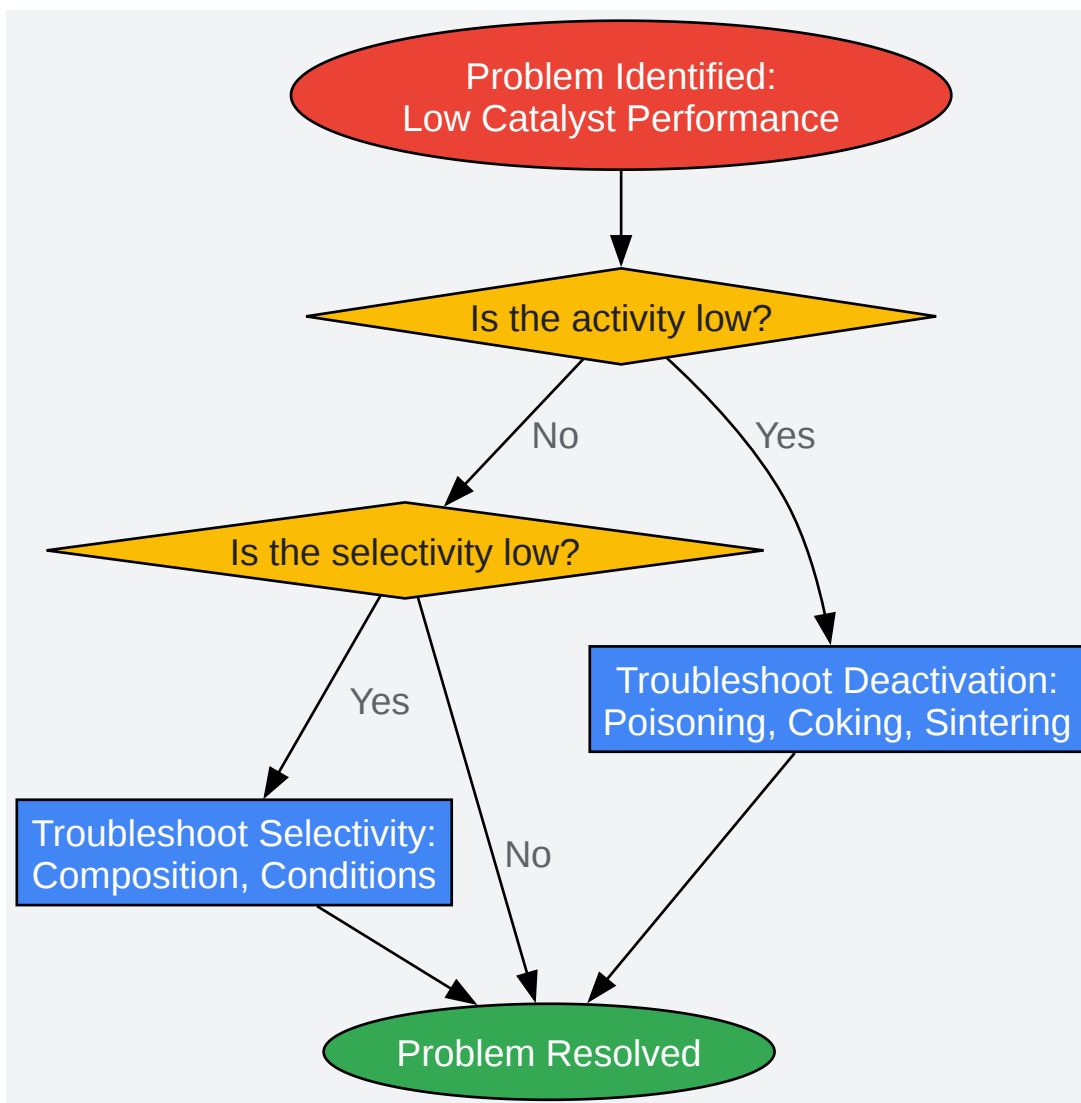 Problem Identified:
Low Catalyst Performance
Is the activity low?
No
Yes
Is the selectivity low?
Troubleshoot Deactivation:
Poisoning, Coking, Sintering
Yes
Troubleshoot Selectivity:
Composition, Conditions
No
Problem Resolved